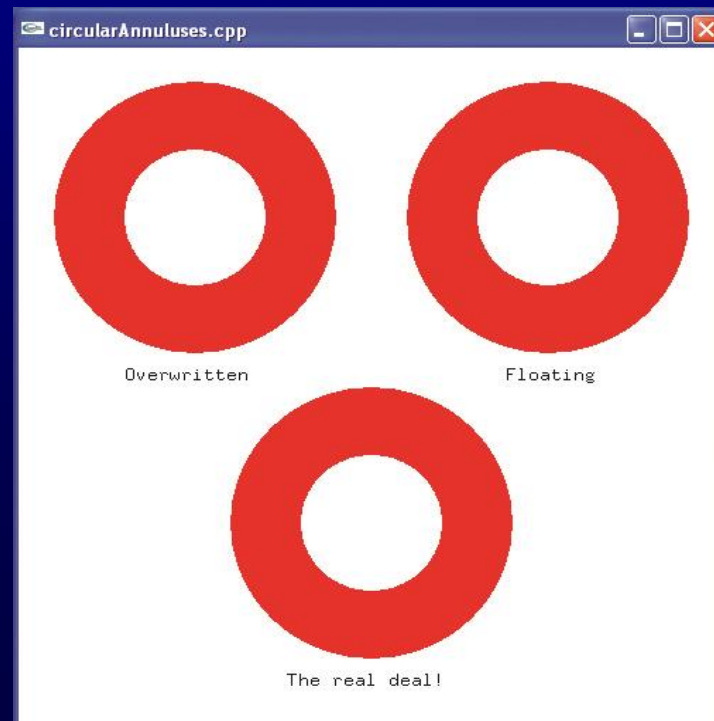 circularAnnuluses.cpp
Overwritten
Floating
The real deal!